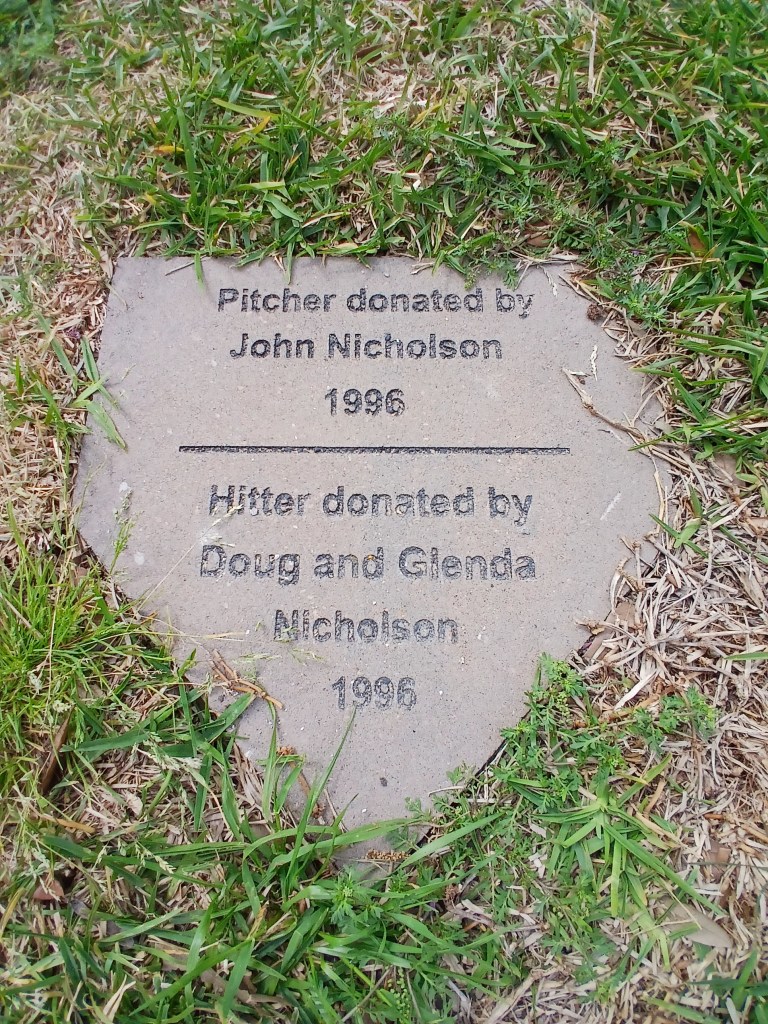 Pitcher donated by
John Nicholson
1996
Hitter donated by
Doug and Glenda
Nicholson
1996